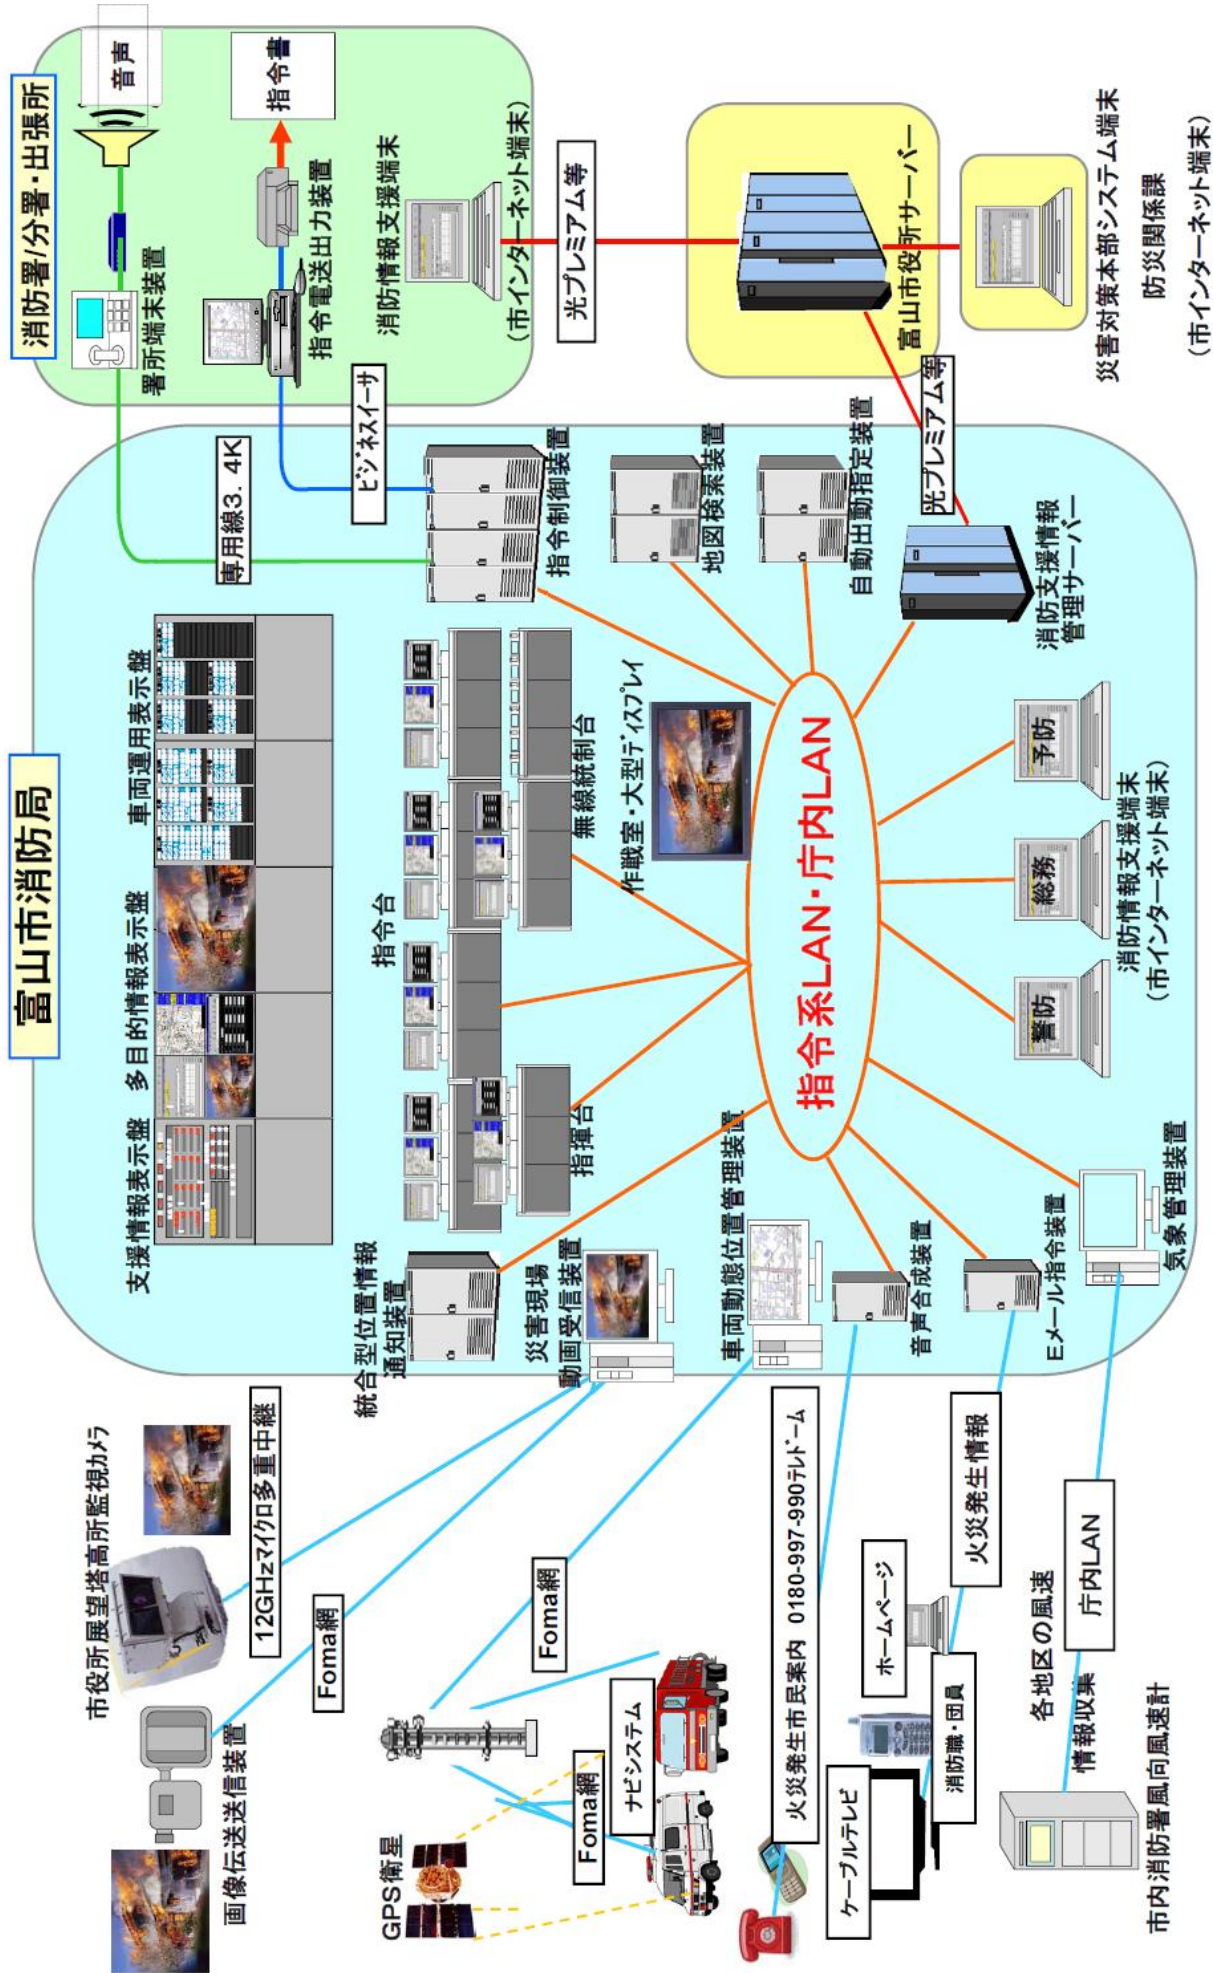 富山市消防局
消防署/分署・出張所
市役所展望塔高所監視カメラ
画像伝送送信装置
12GHzマイクロ多重中継
Foma網
GPS衛星
Foma網
ナビシステム
Foma網
火災発生市民案内 0180-997-990テレドーム
ケーブルテレビ
ホームページ
消防職・団員
火災発生情報
各地区の風速
情報収集
庁内LAN
市内消防署風向風速計
支援情報表示盤
多目的情報表示盤
車両運用表示盤
指令台
指揮台
無線統制台
統合型位置情報
通知装置
災害現場
動画受信装置
車両動態位置管理装置
音声合成装置
Eメール指令装置
気象管理装置
作戦室・大型ディスプレイ
指令系LAN・庁内LAN
警防
総務
予防
消防情報支援端末
(市インターネット端末)
専用線3. 4K
ビジネスイーサ
指令制御装置
地図検索装置
自動出動指定装置
消防支援情報
管理サーバー
光プレミアム等
署所端末装置
音声
指令電送出力装置
指令書
消防情報支援端末
(市インターネット端末)
光プレミアム等
富山市役所サーバー
災害対策本部システム端末
防災関係課
(市インターネット端末)